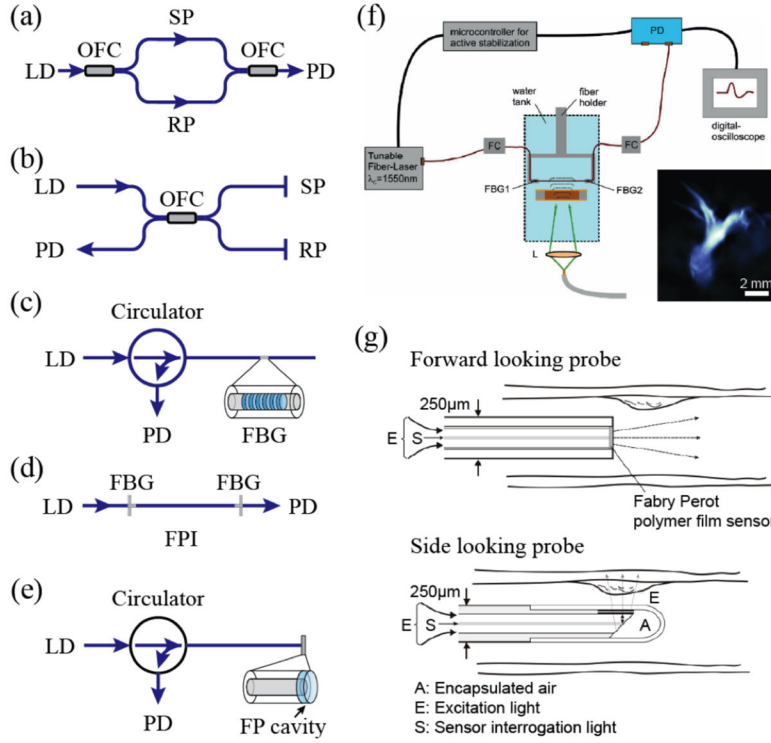 (a)
SP
OFC
OFC
LD
PD
RP
(b)
LD
OFC
SP
PD
RP
(c)
Circulator
LD
PD
FBG
(d)
FBG
FBG
LD
PD
FPI
(e)
Circulator
LD
PD
FP cavity
(f)
microcontroller for
active stabilization
PD
water
tank
fiber
holder
digital-
oscilloscope
FC
FC
Tunable
Fiber-Laser
λc=1550nm
FBG1
FBG2
L
2 mm
(g)
Forward looking probe
250μm
E
S
Fabry Perot
polymer film sensor
Side looking probe
250μm
E
E
S
A
A: Encapsulated air
E: Excitation light
S: Sensor interrogation light